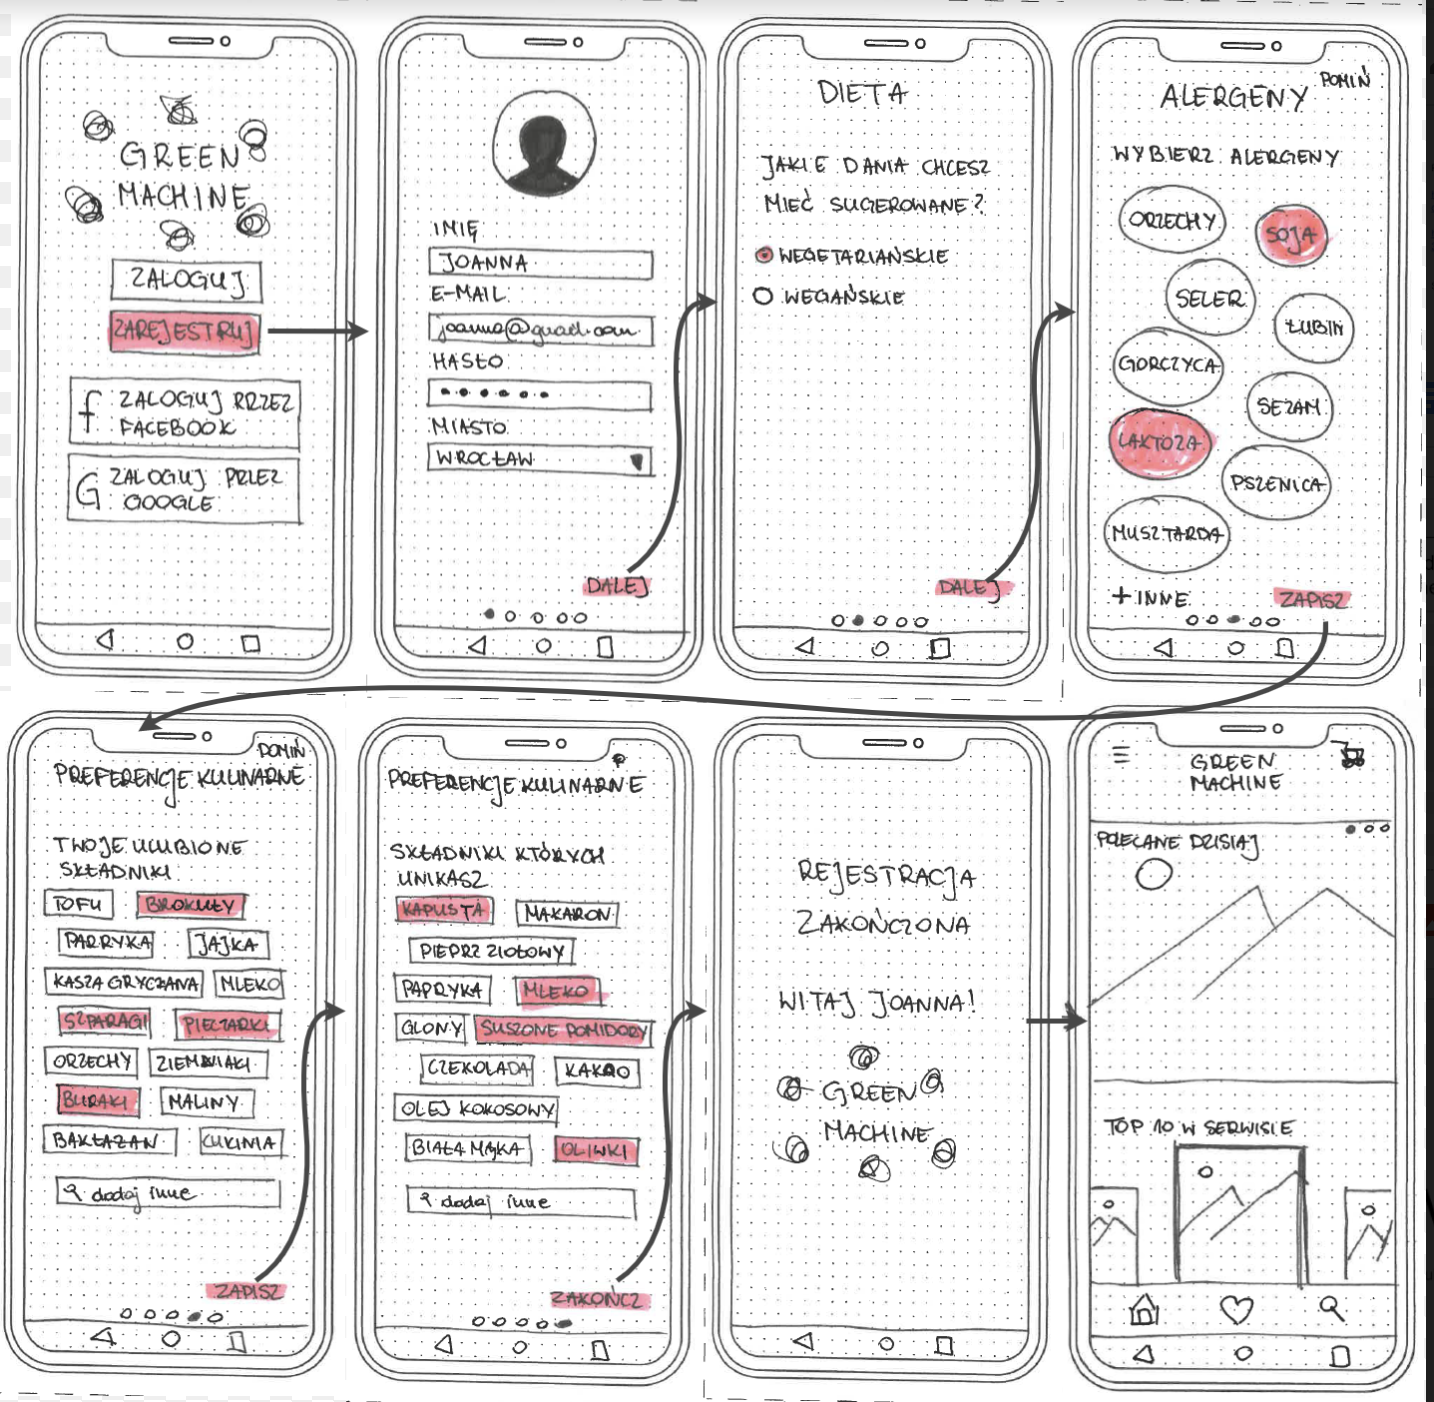 GREEN
MACHINE
ZALOGUJ
ZAREJESTRUJ
f ZALOGUJ PRZEZ
FACEBOOK
G ZALOGUJ PRZEZ
GOOGLE
IMIĘ
JOANNA
E-MAIL
joanna@gmail.com
HASŁO
MIASTO
WROCŁAW
DALEJ
DIETA
JAKIE DANIA CHCESZ
MIEĆ SUGEROWANE?
WEGETARIAŃSKIE
WEGAŃSKIE
DALEJ
POMIŃ
ALERGENY
WYBIERZ ALERGENY
ORZECHY
SOJA
SELER
ŁUBIN
GORCZYCA
SEZAM
LAKTOZA
PSZENICA
MUSZTARDA
+ INNE
ZAPISZ
POMIŃ
PREFERENCJE KULINARNE
TWOJE ULUBIONE
SKŁADNIKI
TOFU
BROKUŁY
PAPRYKA
JAJKA
KASZA GRYCZANA
MLEKO
SZPARAGI
PIECZARKI
ORZECHY
ZIEMNIAKI
BURAKI
MALINY
BAKŁAŻAN
CUKINIA
dodaj inne
ZAPISZ
P
PREFERENCJE KULINARNE
SKŁADNIKI KTÓRYCH
UNIKASZ
KAPUSTA
MAKARON
PIEPRZ ZIOŁOWY
PAPRYKA
MLEKO
GLONY
SUSZONE POMIDORY
CZEKOLADA
KAKAO
OLEJ KOKOSOWY
BIAŁA MĄKA
OLIWKI
dodaj inne
ZAKOŃCZ
REJESTRACJA
ZAKOŃCZONA
WITAJ JOANNA!
GREEN
MACHINE
GREEN
MACHINE
POLECANE DZISIAJ
TOP 10 W SERWISIE